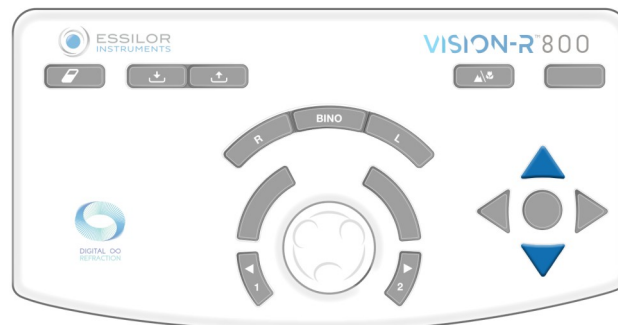 ESSILOR
INSTRUMENTS
VISION-R™800
R
BINO
L
DIGITAL
REFRACTION
1
2